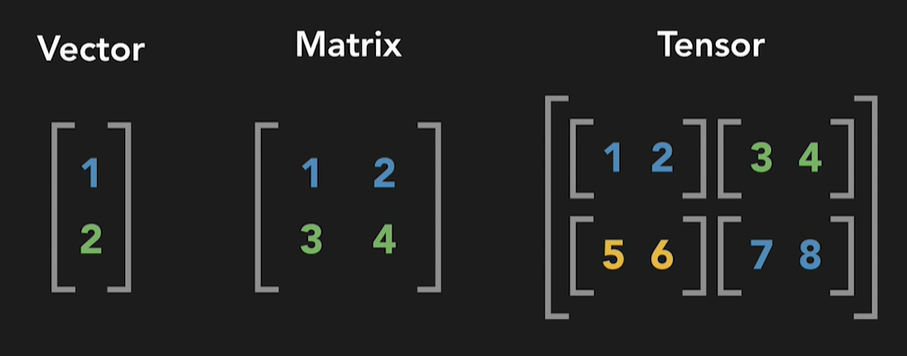 Vector
1
2
Matrix
1 2
3 4
Tensor
1 2 3 4
5 6 7 8